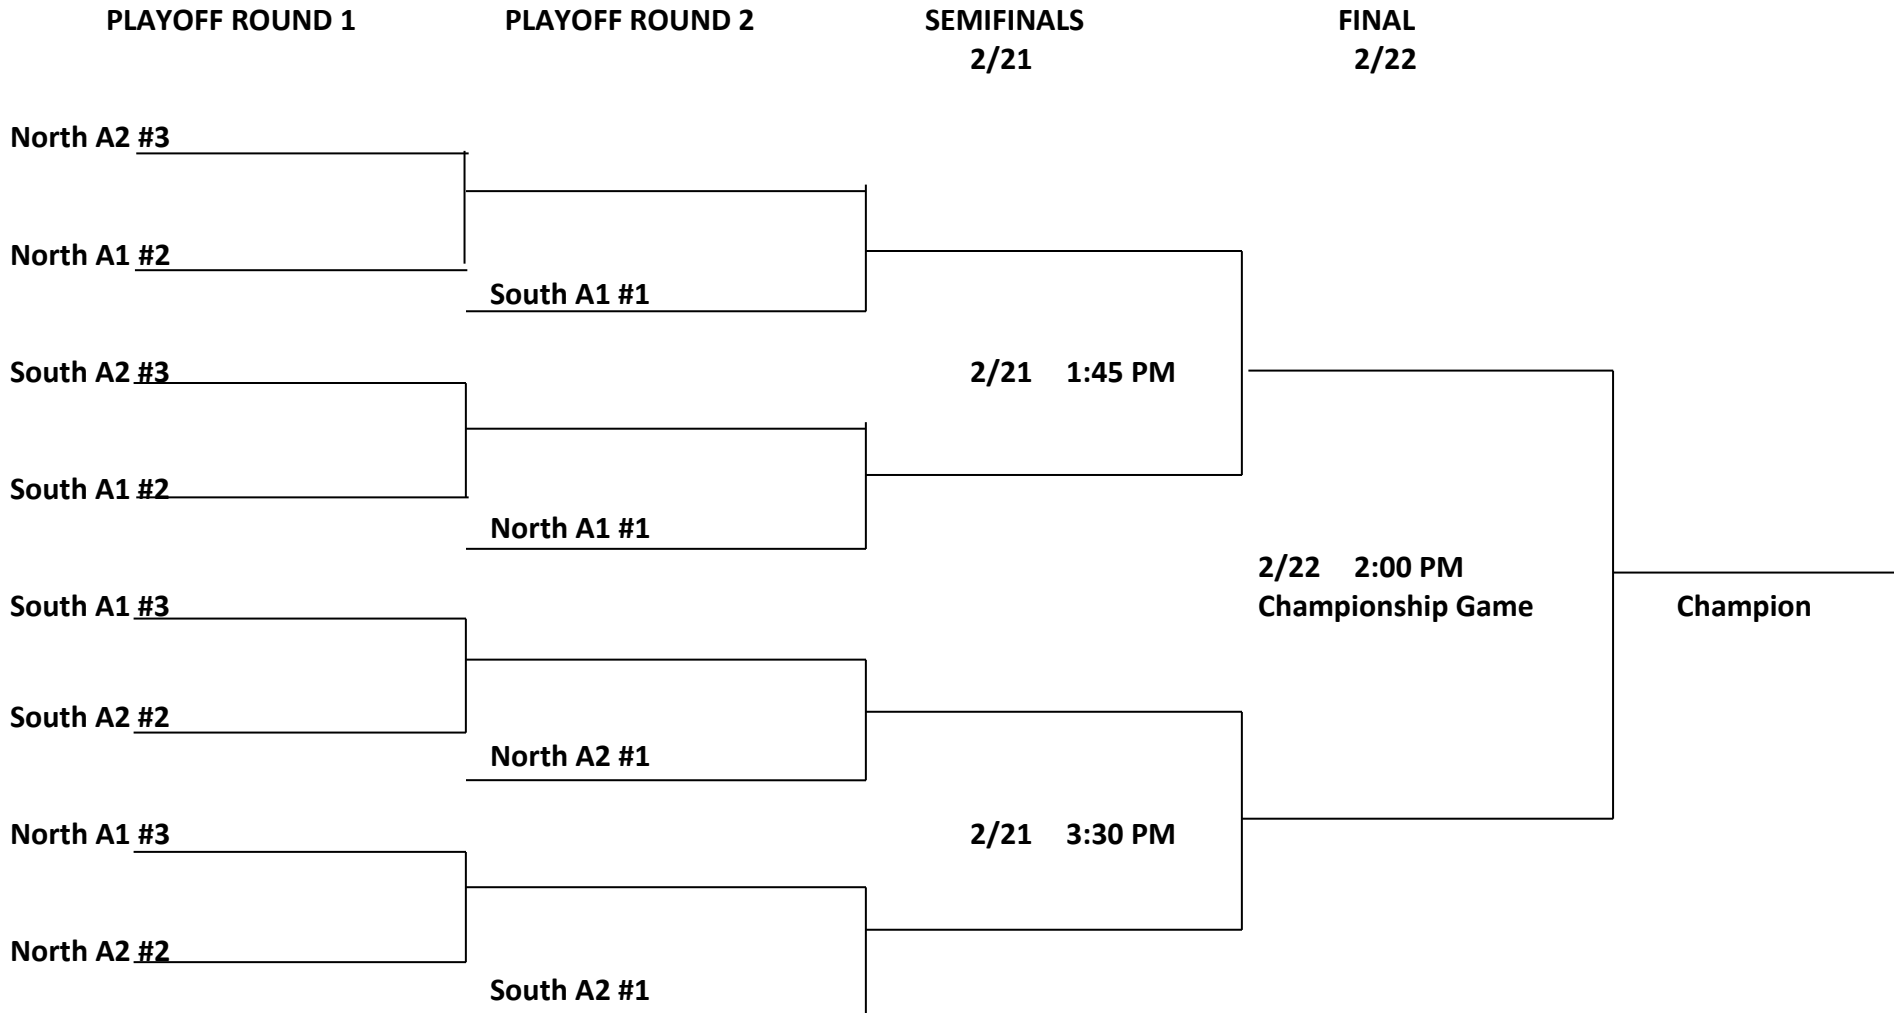 PLAYOFF ROUND 1 PLAYOFF ROUND 2 SEMIFINALS FINAL
2/21 2/22
North A2 #3
North A1 #2
South A1 #1
South A2 #3 2/21 1:45 PM
South A1 #2
North A1 #1
2/22 2:00 PM
South A1 #3 Championship Game Champion
South A2 #2
North A2 #1
North A1 #3 2/21 3:30 PM
North A2 #2
South A2 #1